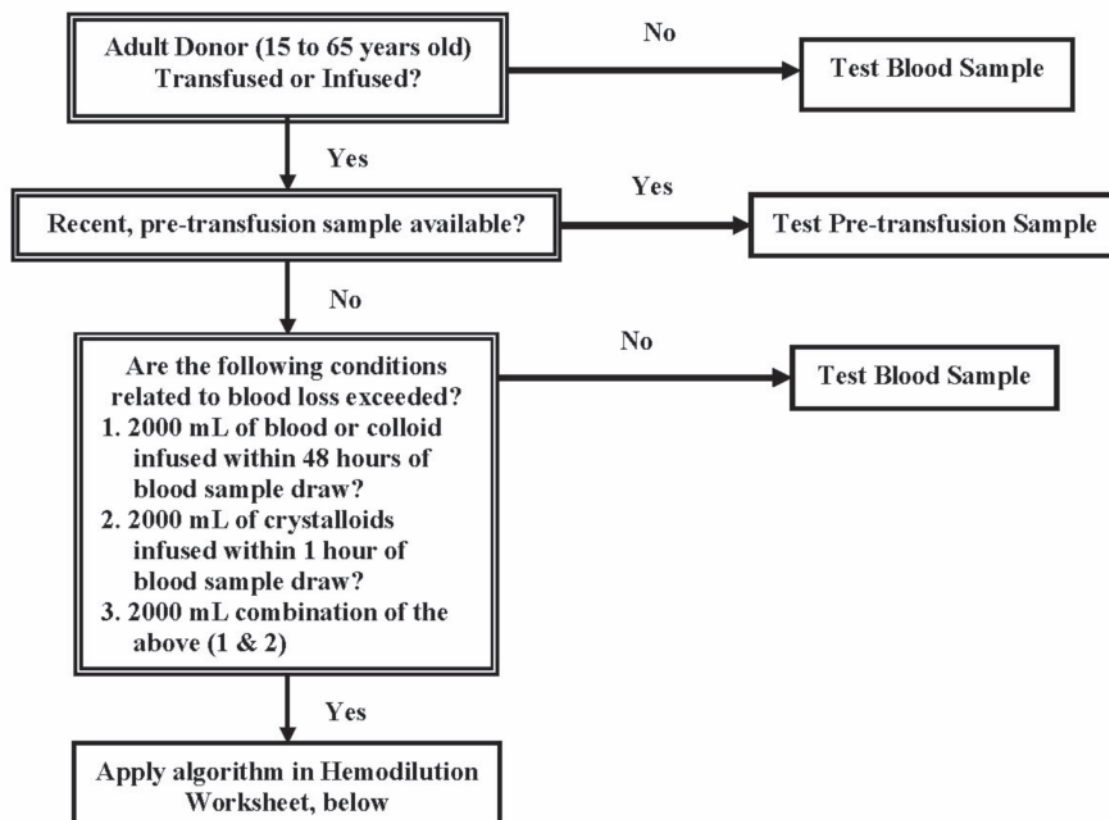 Adult Donor (15 to 65 years old)
Transfused or Infused?
No
Test Blood Sample
Yes
Recent, pre-transfusion sample available?
Yes
Test Pre-transfusion Sample
No
Are the following conditions
related to blood loss exceeded?
1. 2000 mL of blood or colloid
infused within 48 hours of
blood sample draw?
2. 2000 mL of crystalloids
infused within 1 hour of
blood sample draw?
3. 2000 mL combination of the
above (1 & 2)
No
Test Blood Sample
Yes
Apply algorithm in Hemodilution
Worksheet, below